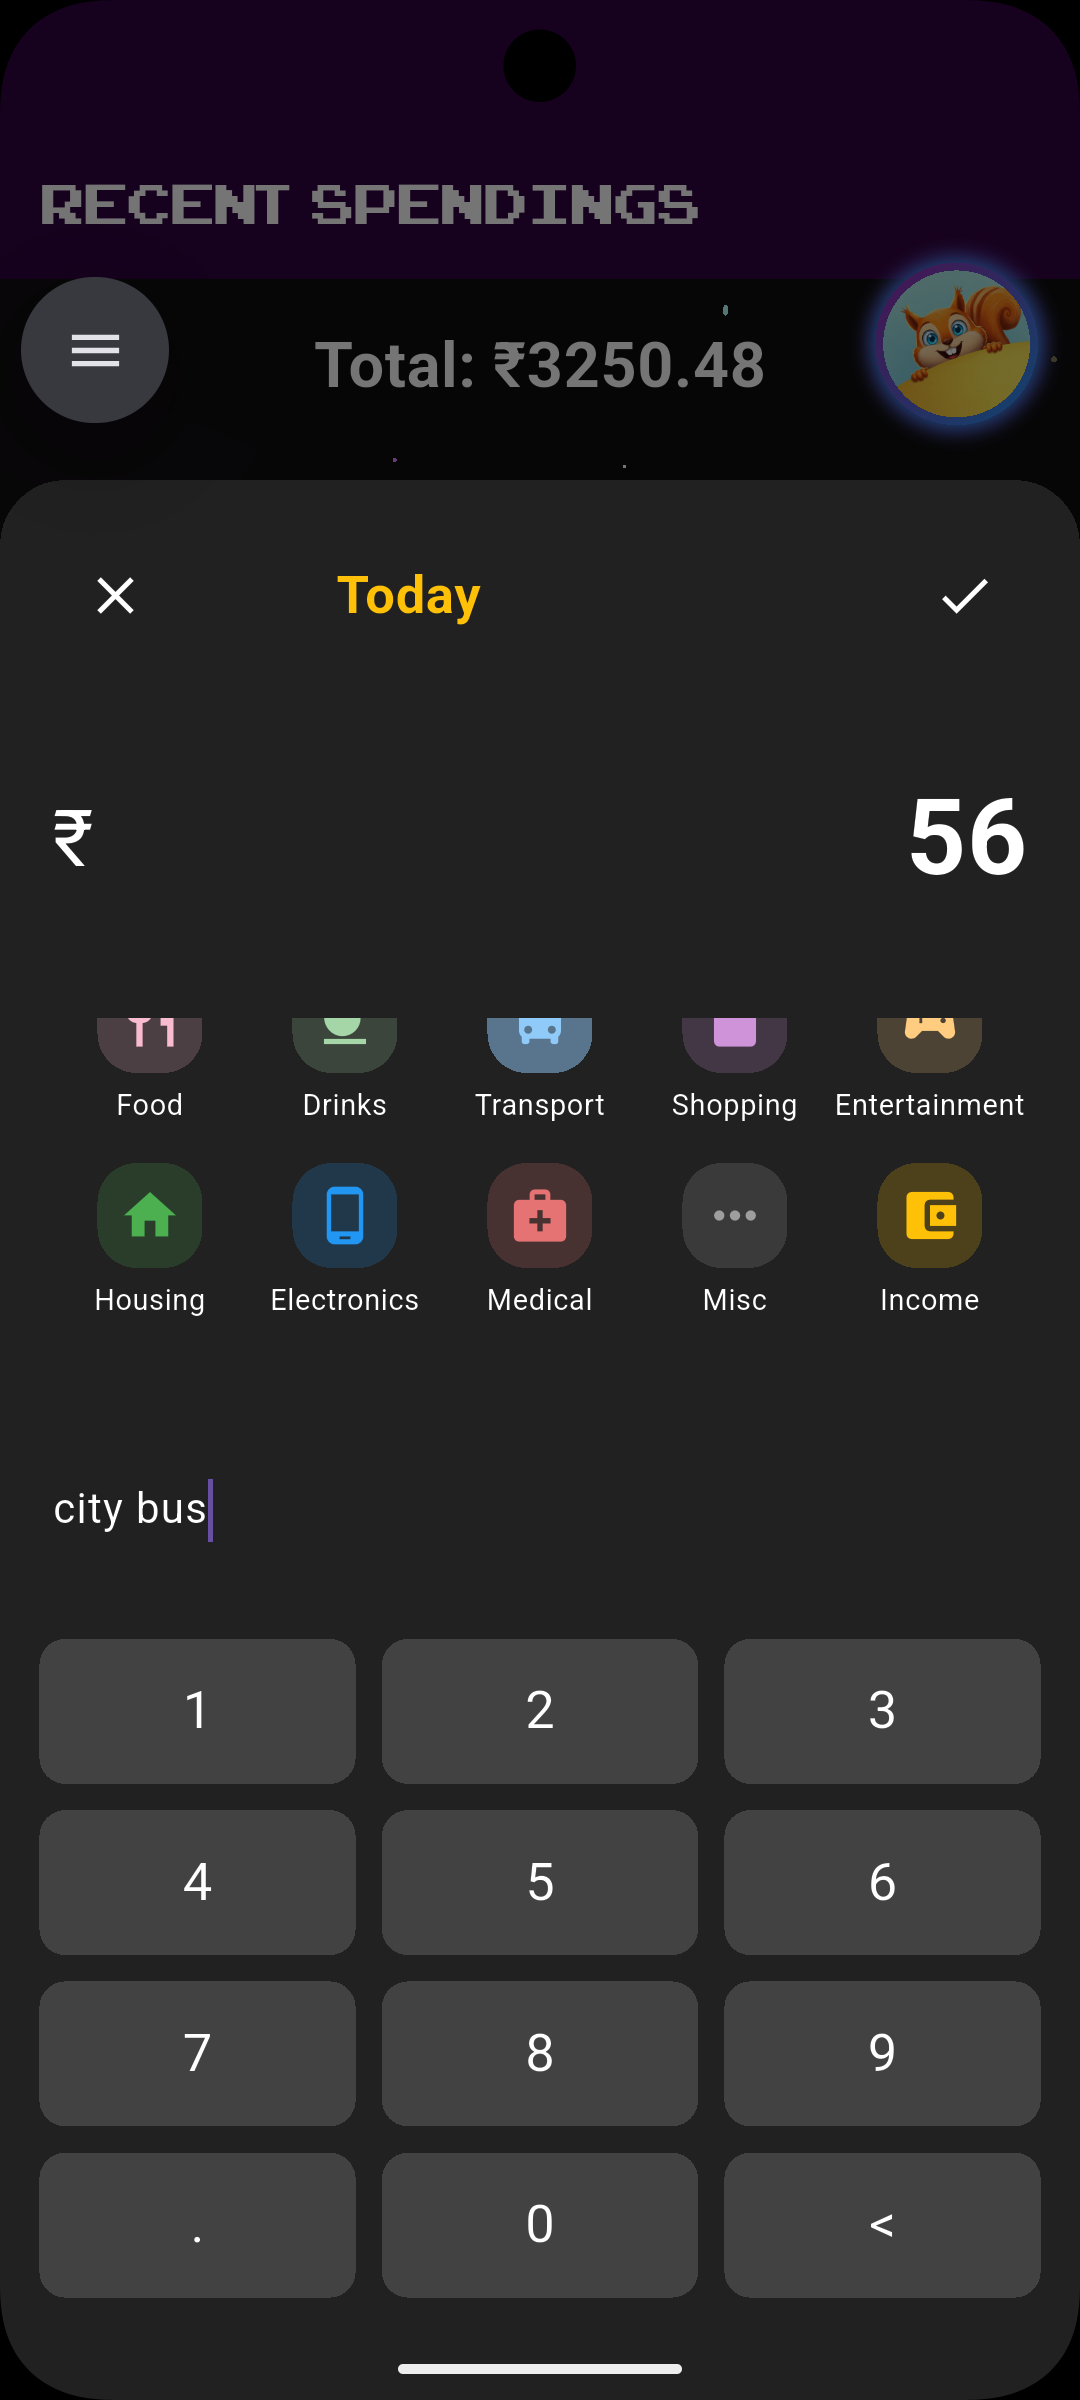 RECENT SPENDINGS
Total: ₹3250.48
Today
₹ 56
Food Drinks Transport Shopping Entertainment
Housing Electronics Medical Misc Income
city bus
1 2 3
4 5 6
7 8 9
. 0 <